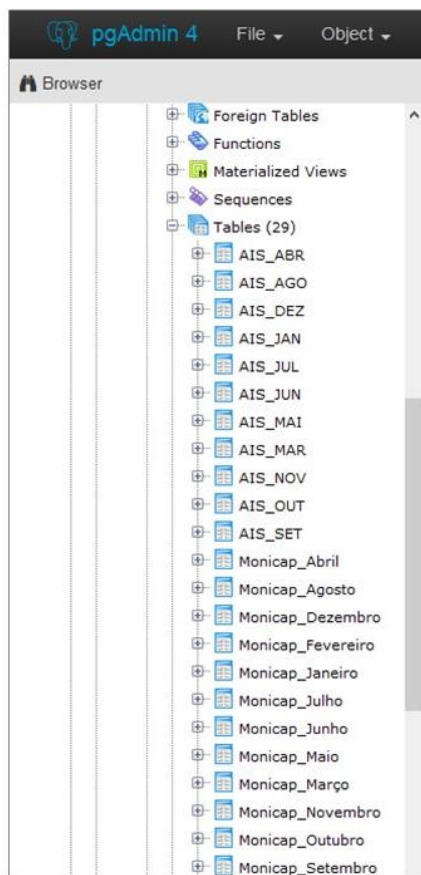 pgAdmin 4 File Object
Browser
Foreign Tables
Functions
Materialized Views
Sequences
Tables (29)
AIS_ABR
AIS_AGO
AIS_DEZ
AIS_JAN
AIS_JUL
AIS_JUN
AIS_MAI
AIS_MAR
AIS_NOV
AIS_OUT
AIS_SET
Monicap_Abril
Monicap_Agosto
Monicap_Dezembro
Monicap_Fevereiro
Monicap_Janeiro
Monicap_Julho
Monicap_Junho
Monicap_Maio
Monicap_Março
Monicap_Novembro
Monicap_Outubro
Monicap_Setembro